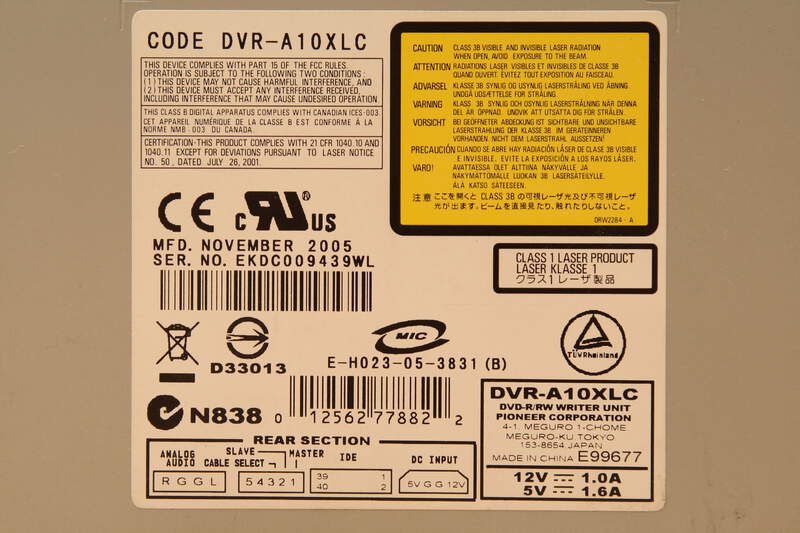 CODE DVR-A10XLC
THIS DEVICE COMPLIES WITH PART 15 OF THE FCC RULES.
OPERATION IS SUBJECT TO THE FOLLOWING TWO CONDITIONS :
(1) THIS DEVICE MAY NOT CAUSE HARMFUL INTERFERENCE, AND
(2) THIS DEVICE MUST ACCEPT ANY INTERFERENCE RECEIVED,
INCLUDING INTERFERENCE THAT MAY CAUSE UNDESIRED OPERATION.
THIS CLASS B DIGITAL APPARATUS COMPLIES WITH CANADIAN ICES-003.
CET APPAREIL NUMÉRIQUE DE LA CLASSE B EST CONFORME À LA
NORME NMB-003 DU CANADA.
CERTIFICATION-THIS PRODUCT COMPLIES WITH 21 CFR 1040.10 AND
1040.11 EXCEPT FOR DEVIATIONS PURSUANT TO LASER NOTICE
NO. 50, DATED JULY 26, 2001.
CE c RU® US
MFD. NOVEMBER 2005
SER. NO. EKDC009439WL
D33013
MIC
E-H023-05-3831 (B)
N838
0 12562 77882 2
REAR SECTION
ANALOG AUDIO
SLAVE
CABLE SELECT
MASTER
IDE
DC INPUT
R G G L
5 4 3 2 1
39 1
40 2
5V G G 12V
CAUTION CLASS 3B VISIBLE AND INVISIBLE LASER RADIATION
WHEN OPEN, AVOID EXPOSURE TO THE BEAM.
ATTENTION RADIATIONS LASER VISIBLES ET INVISIBLES DE CLASSE 3B
QUAND OUVERT. ÉVITEZ TOUT EXPOSITION AU FAISCEAU.
ADVARSEL KLASSE 3B SYNLIG OG USYNLIG LASERSTRÅLING VED ÅBNING.
UNDGÅ UDSÆTTELSE FOR STRÅLING.
VARNING KLASS 3B SYNLIG OCH OSYNLIG LASERSTRÅLNING NÄR DENNA
DEL ÄR ÖPPNAD. UNDVIK ATT UTSÄTTA DIG FÖR STRÅLEN.
VORSICHT BEI GEÖFFNETER ABDECKUNG IST SICHTBARE UND UNSICHTBARE
LASERSTRAHLUNG DER KLASSE 3B IM GERÄTEINNEREN
VORHANDEN. NICHT DEM LASERSTRAHL AUSSETZEN!
PRECAUCIÓN CUANDO SE ABRE HAY RADIACIÓN LÁSER DE CLASE 3B VISIBLE
E INVISIBLE. EVITE LA EXPOSICIÓN A LOS RAYOS LÁSER.
VARO! AVATTAESSA OLET ALTTIINA NÄKYVÄLLE JA
NÄKYMÄTTÖMÄLLE LUOKAN 3B LASERSÄTEILYLLE.
ÄLÄ KATSO SÄTEESEEN.
注意 ここを開くと CLASS 3B の可視レーザ光及び不可視レーザ
光が出ます。ビームを直接見たり、触れたりしないこと。
DRW2284 - A
CLASS 1 LASER PRODUCT
LASER KLASSE 1
クラス1レーザ製品
TÜVRheinland
DVR-A10XLC
DVD-R/RW WRITER UNIT
PIONEER CORPORATION
4-1, MEGURO 1-CHOME
MEGURO-KU TOKYO
153-8654 JAPAN
MADE IN CHINA E99677
12V ⎓ 1.0A
5V ⎓ 1.6A